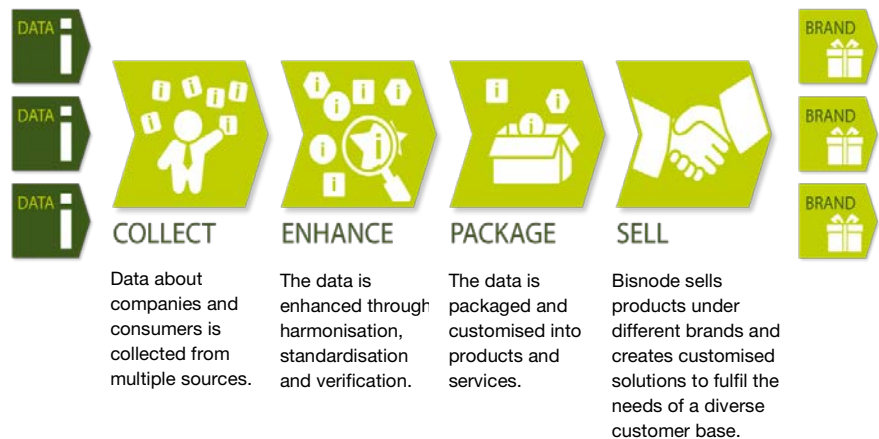 DATA
DATA
DATA
COLLECT
Data about
companies and
consumers is
collected from
multiple sources.
ENHANCE
The data is
enhanced through
harmonisation,
standardisation
and verification.
PACKAGE
The data is
packaged and
customised into
products and
services.
SELL
Bisnode sells
products under
different brands and
creates customised
solutions to fulfil the
needs of a diverse
customer base.
BRAND
BRAND
BRAND